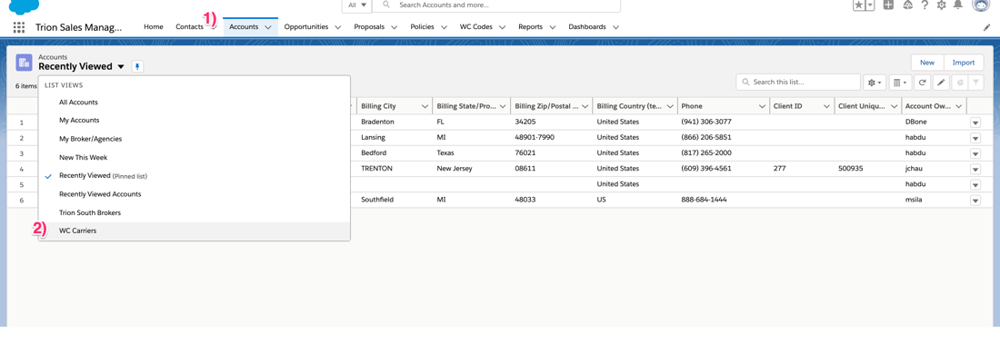 All Search Accounts and more...
1)
Trion Sales Manag... Home Contacts Accounts Opportunities Proposals Policies WC Codes Reports Dashboards
Accounts
Recently Viewed
New Import
6 items
Search this list...
LIST VIEWS
All Accounts
My Accounts
My Broker/Agencies
New This Week
Recently Viewed (Pinned list)
Recently Viewed Accounts
Trion South Brokers
2) WC Carriers
Billing City Billing State/Pro... Billing Zip/Postal ... Billing Country (te... Phone Client ID Client Uniqu... Account Ow...
1 Bradenton FL 34205 United States (941) 306-3077 DBone
2 Lansing MI 48901-7990 United States (866) 206-5851 habdu
3 Bedford Texas 76021 United States (817) 265-2000 habdu
4 TRENTON New Jersey 08611 United States (609) 396-4561 277 500935 jchau
5 United States habdu
6 Southfield MI 48033 US 888-684-1444 msila